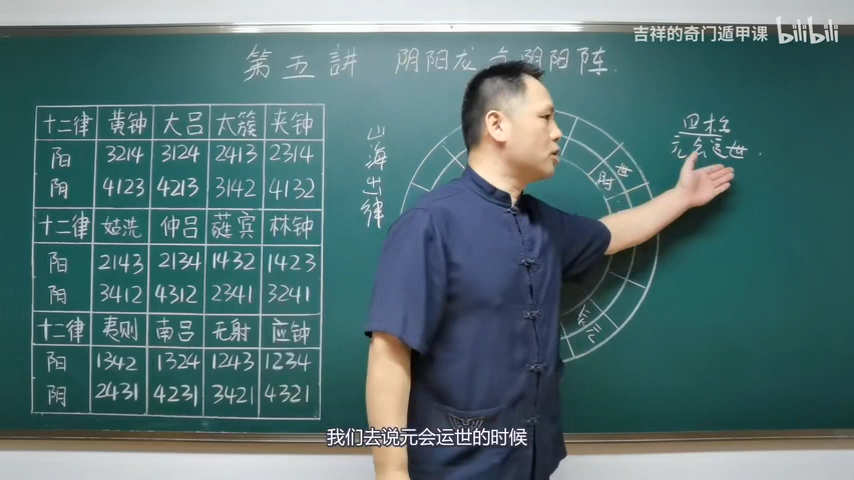 吉祥的奇门遁甲课 bilibili
第五讲 阴阳龙与阴阳阵
十二律 黄钟 大吕 太簇 夹钟
阳 3214 3124 2413 2314
阴 4123 4213 3142 4132
十二律 姑洗 仲吕 蕤宾 林钟
阳 2143 2134 1432 1423
阴 3412 4312 2341 3241
十二律 夷则 南吕 无射 应钟
阳 1342 1324 1243 1234
阴 2431 4231 3421 4321
山海出律
世
时
会元
元会运世
我们去说元会运世的时候